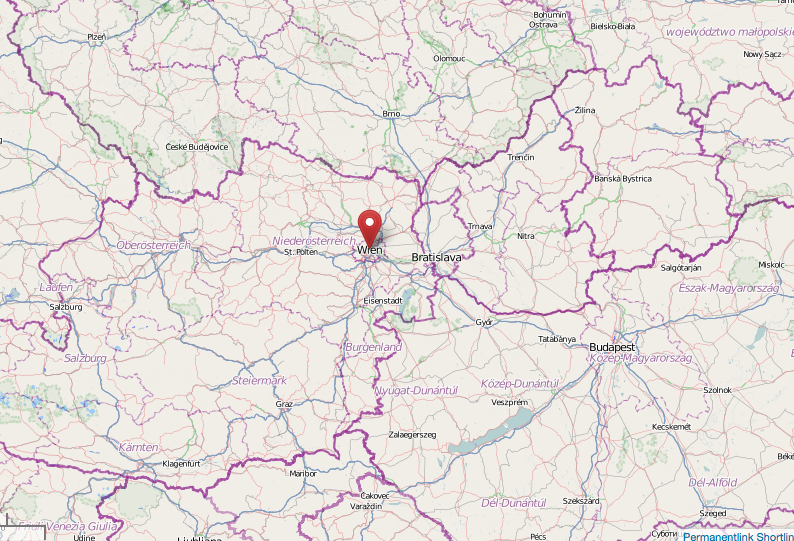 Bohumín
Ostrava
Bielsko-Biała
województwo małopolskie
Plzeň
Olomouc
Nowy Sącz
Brno
Žilina
České Budějovice
Trenčín
Banská Bystrica
Trnava
Nitra
Niederösterreich
Oberösterreich
St. Pölten
Wien
Bratislava
Salgótarján
Miskolc
Laufen
Észak-Magyarország
Salzburg
Eisenstadt
Győr
Tatabánya
Budapest
Burgenland
Közép-Magyarország
Salzburg
Steiermark
Nyugat-Dunántúl
Közép-Dunántúl
Szolnok
Graz
Veszprém
Kecskemét
Zalaegerszeg
Kärnten
Klagenfurt
Maribor
Dél-Alföld
Čakovec
Varaždin
Dél-Dunántúl
Szekszárd
Szeged
Friuli Venezia Giulia
Udine
Ljubljana
Pécs
Permanentlink Shortlin